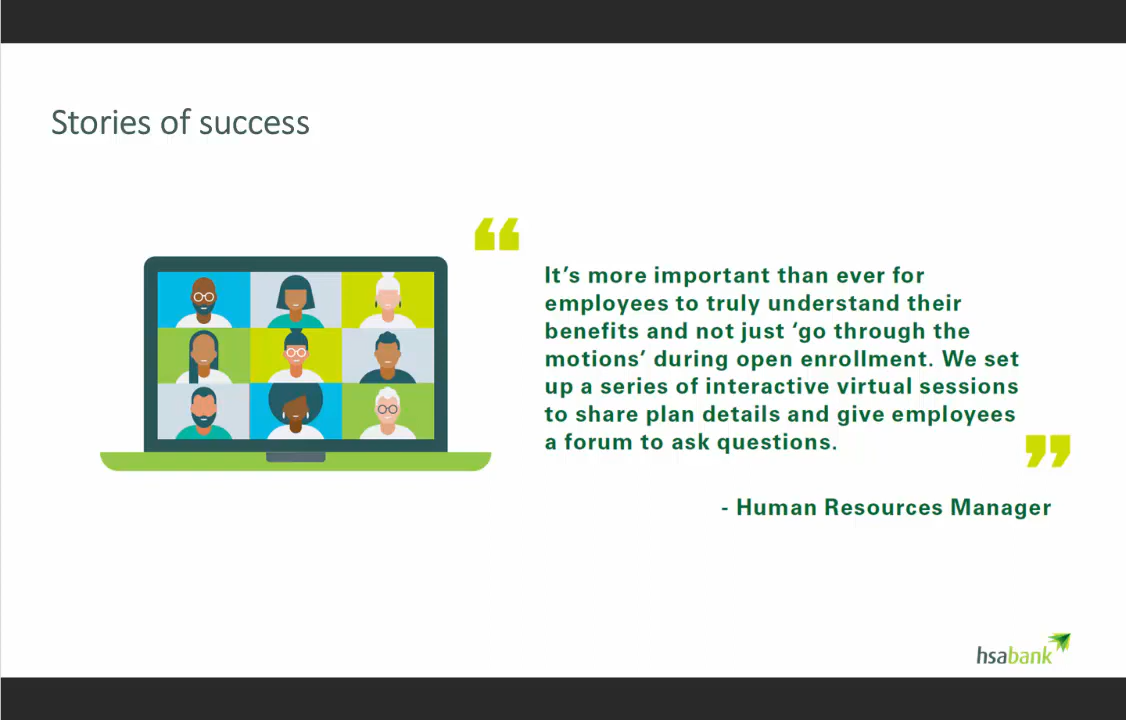 Stories of success
“
It’s more important than ever for
employees to truly understand their
benefits and not just ‘go through the
motions’ during open enrollment. We set
up a series of interactive virtual sessions
to share plan details and give employees
a forum to ask questions.
”
- Human Resources Manager
hsabank